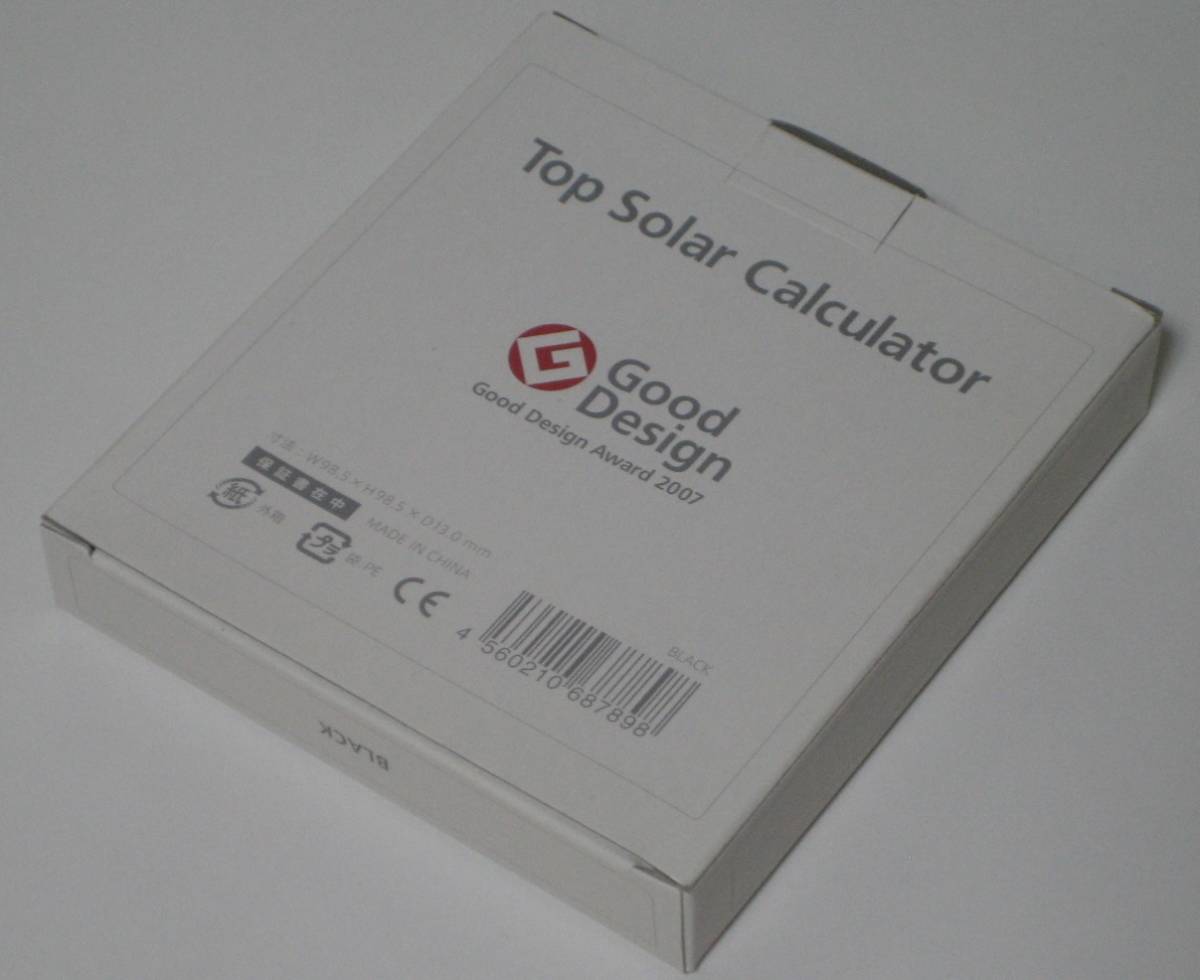 Top Solar Calculator
G
Good
Design
Good Design Award 2007
寸法：W98.5×H98.5×D13.0 mm
保証書在中
MADE IN CHINA
紙 外箱
プラ 袋:PE
CE
BLACK
4 560210 687898
BLACK